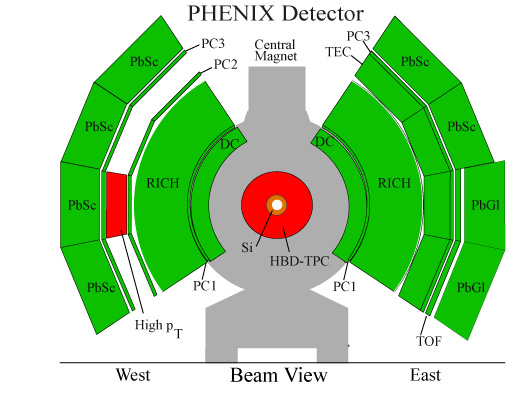 PHENIX Detector
PC3
Central
Magnet
PC3
TEC
PbSc
PC2
PbSc
PbSc
DC
DC
PbSc
RICH
RICH
PbSc
PbGl
Si
HBD-TPC
PbSc
PC1
PC1
PbGl
High pT
TOF
West
Beam View
East